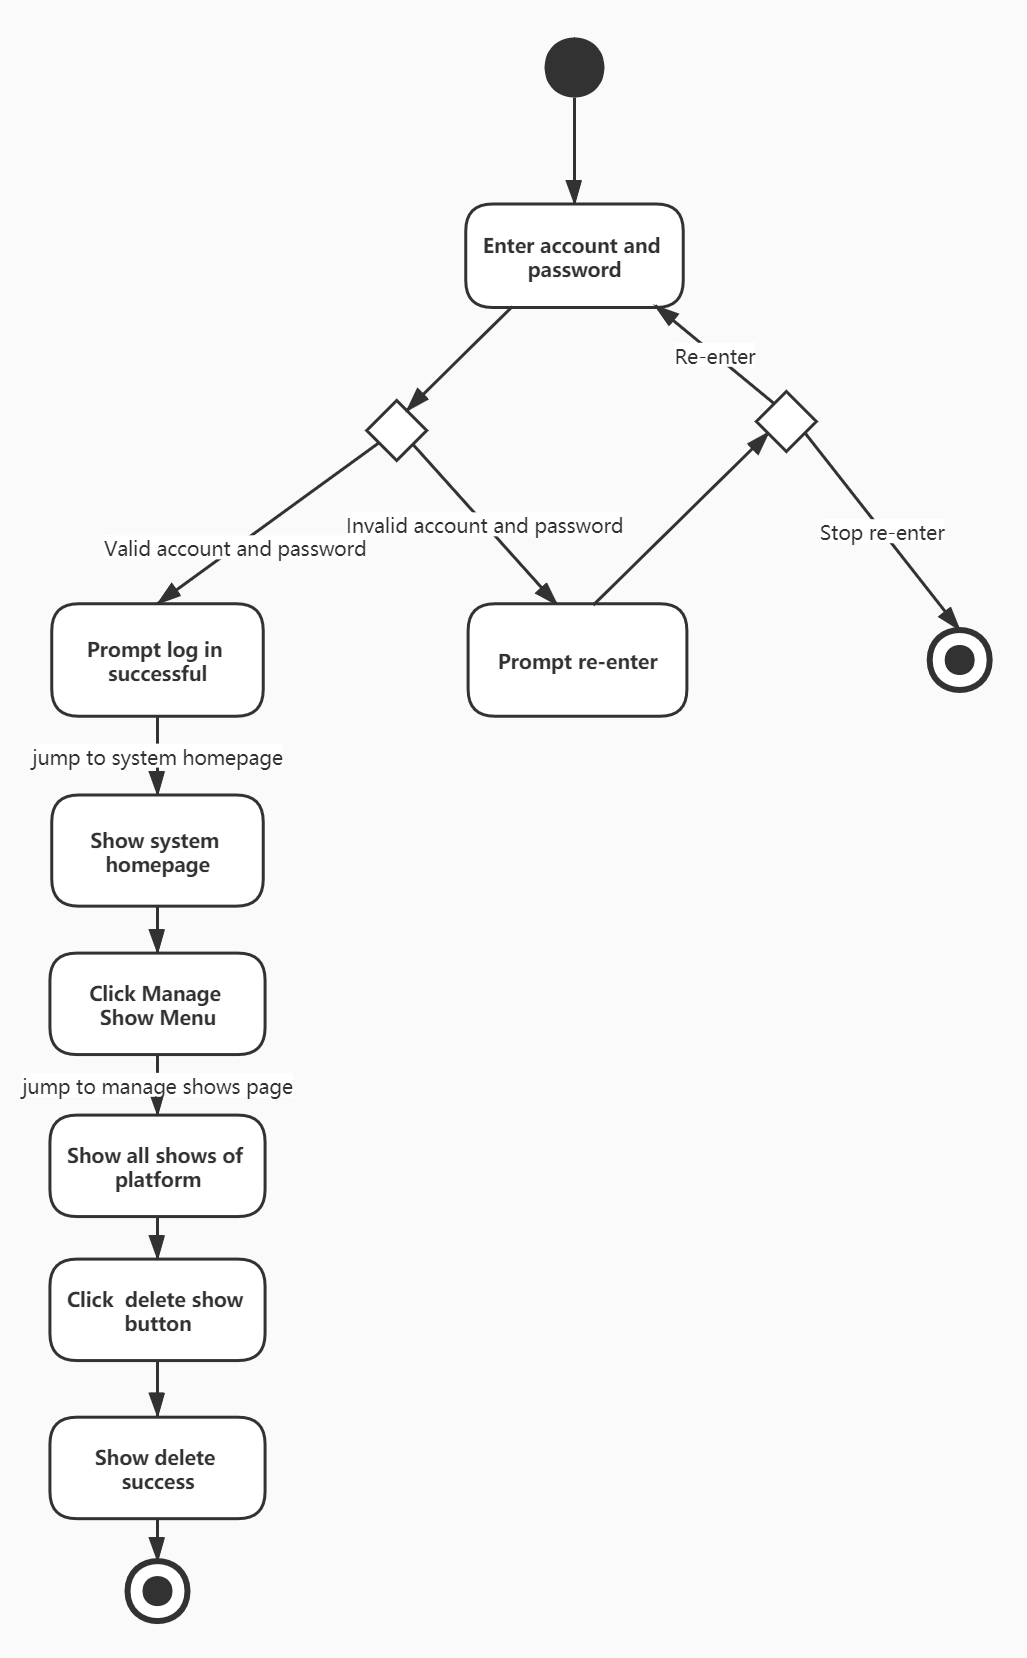 Enter account and
password
Re-enter
Invalid account and password
Stop re-enter
Valid account and password
Prompt log in
successful
Prompt re-enter
jump to system homepage
Show system
homepage
Click Manage
Show Menu
jump to manage shows page
Show all shows of
platform
Click  delete show
button
Show delete
success